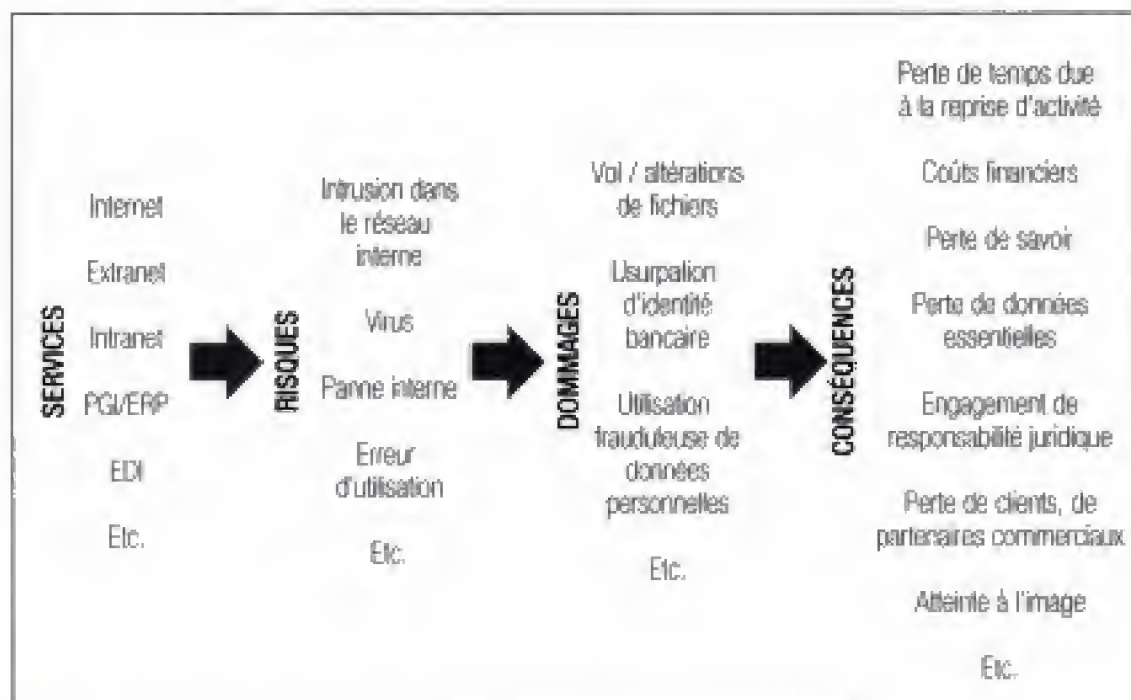 SERVICES
Internet
Extranet
Intranet
PGI/ERP
EDI
Etc.
RISQUES
Intrusion dans
le réseau
interne
Virus
Panne interne
Erreur
d'utilisation
Etc.
DOMMAGES
Vol / altérations
de fichiers
Usurpation
d'identité
bancaire
Utilisation
frauduleuse de
données
personnelles
Etc.
CONSÉQUENCES
Perte de temps due
à la reprise d'activité
Coûts financiers
Perte de savoir
Perte de données
essentielles
Engagement de
responsabilité juridique
Perte de clients, de
partenaires commerciaux
Atteinte à l'image
Etc.